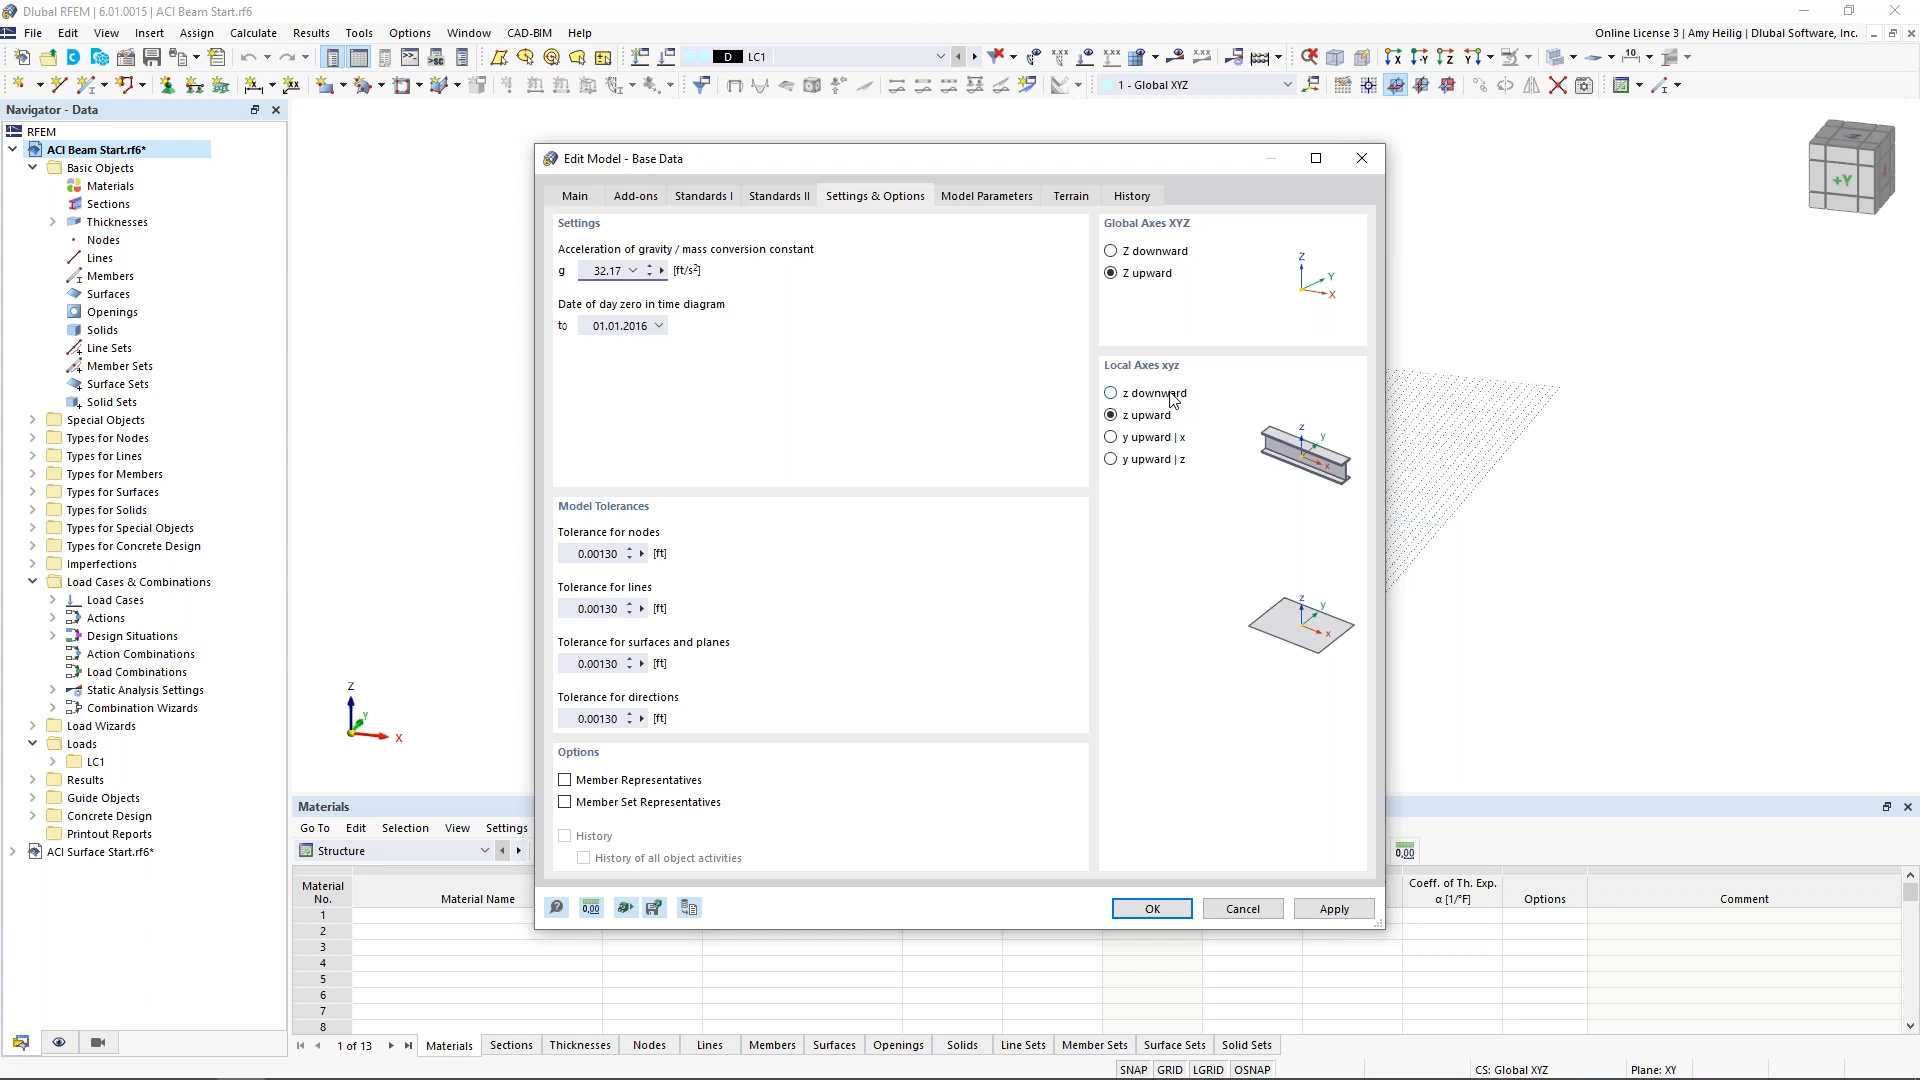 Dlubal RFEM | 6.01.0015 | ACI Beam Start.rf6
File Edit View Insert Assign Calculate Results Tools Options Window CAD-BIM Help
Online License 3 | Amy Heilig | Dlubal Software, Inc.
D LC1
1 - Global XYZ
Navigator - Data
RFEM
ACI Beam Start.rf6*
Basic Objects
Materials
Sections
Thicknesses
Nodes
Lines
Members
Surfaces
Openings
Solids
Line Sets
Member Sets
Surface Sets
Solid Sets
Special Objects
Types for Nodes
Types for Lines
Types for Members
Types for Surfaces
Types for Solids
Types for Special Objects
Types for Concrete Design
Imperfections
Load Cases & Combinations
Load Cases
Actions
Design Situations
Action Combinations
Load Combinations
Static Analysis Settings
Combination Wizards
Load Wizards
Loads
LC1
Results
Guide Objects
Concrete Design
Printout Reports
ACI Surface Start.rf6*
Edit Model - Base Data
Main Add-ons Standards I Standards II Settings & Options Model Parameters Terrain History
Settings
Acceleration of gravity / mass conversion constant
g 32.17 [ft/s²]
Date of day zero in time diagram
to 01.01.2016
Model Tolerances
Tolerance for nodes
0.00130 [ft]
Tolerance for lines
0.00130 [ft]
Tolerance for surfaces and planes
0.00130 [ft]
Tolerance for directions
0.00130 [ft]
Options
Member Representatives
Member Set Representatives
History
History of all object activities
Global Axes XYZ
Z downward
Z upward
Z
Y
X
Local Axes xyz
z downward
z upward
y upward | x
y upward | z
z
y
x
z
y
x
OK Cancel Apply
+Y
Z
Y
X
Materials
Go To Edit Selection View Settings
Structure
Material No. Material Name
Coeff. of Th. Exp. α [1/°F] Options Comment
1
2
3
4
5
6
7
8
1 of 13 Materials Sections Thicknesses Nodes Lines Members Surfaces Openings Solids Line Sets Member Sets Surface Sets Solid Sets
SNAP GRID LGRID OSNAP CS: Global XYZ Plane: XY